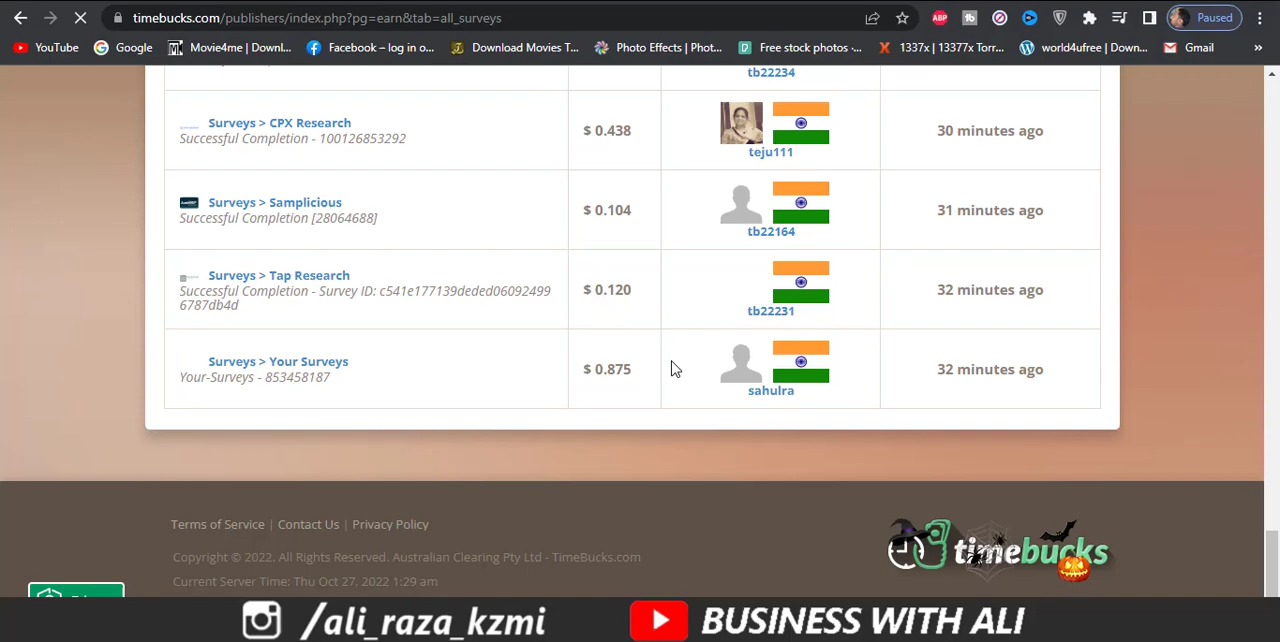 timebucks.com/publishers/index.php?pg=earn&tab=all_surveys
ABP
tb
Paused
YouTube
Google
Movie4me | Downl...
Facebook – log in o...
Download Movies T...
Photo Effects | Phot...
Free stock photos ·...
1337x | 13377x Torr...
world4ufree | Down...
Gmail
»
tb22234
Surveys > CPX Research
Successful Completion - 100126853292
$ 0.438
teju111
30 minutes ago
Surveys > Samplicious
Successful Completion [28064688]
$ 0.104
tb22164
31 minutes ago
Surveys > Tap Research
Successful Completion - Survey ID: c541e177139deded06092499
6787db4d
$ 0.120
tb22231
32 minutes ago
Surveys > Your Surveys
Your-Surveys - 853458187
$ 0.875
sahulra
32 minutes ago
Terms of Service | Contact Us | Privacy Policy
Copyright © 2022. All Rights Reserved. Australian Clearing Pty Ltd - TimeBucks.com
Current Server Time: Thu Oct 27, 2022 1:29 am
timebucks
/ali_raza_kzmi
BUSINESS WITH ALI